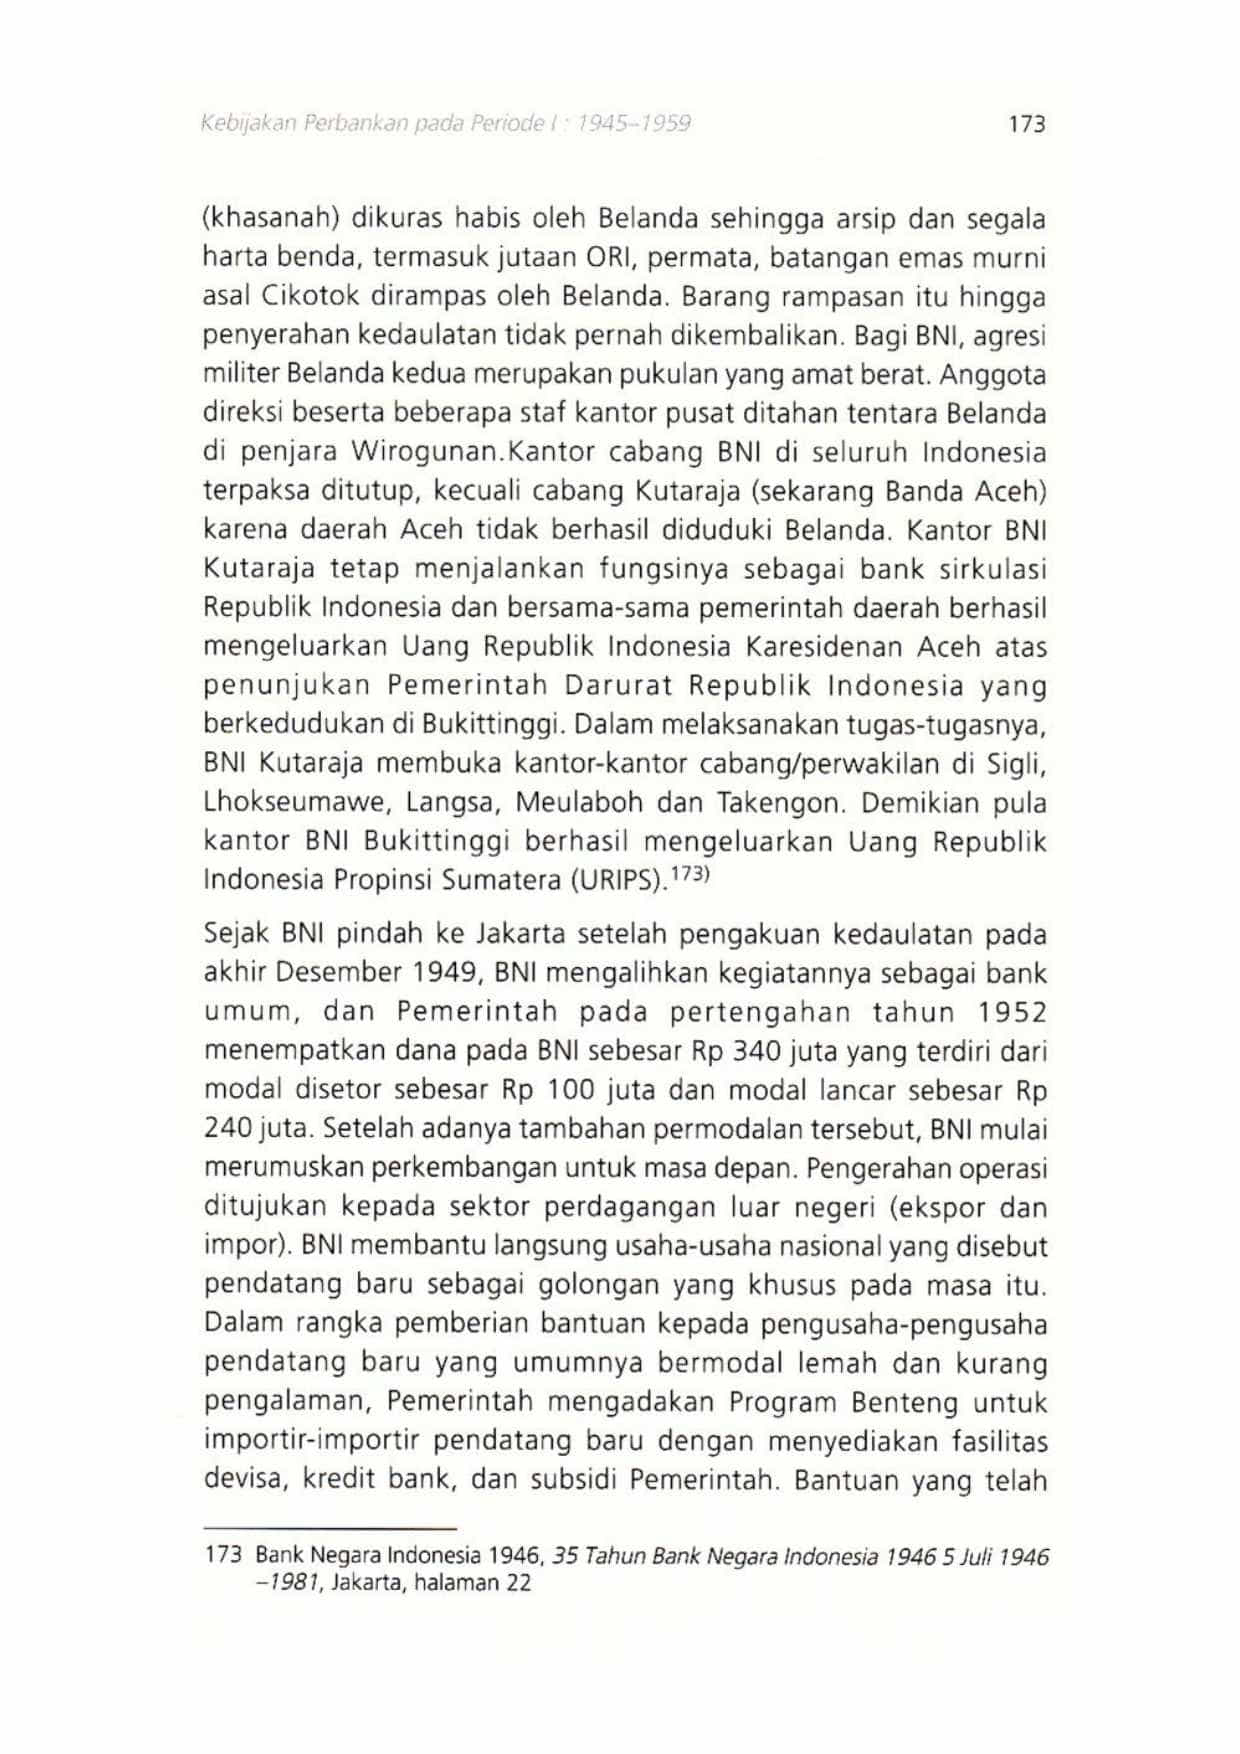 Kebijakan Perbankan pada Periode I : 1945–1959 173
(khasanah) dikuras habis oleh Belanda sehingga arsip dan segala
harta benda, termasuk jutaan ORI, permata, batangan emas murni
asal Cikotok dirampas oleh Belanda. Barang rampasan itu hingga
penyerahan kedaulatan tidak pernah dikembalikan. Bagi BNI, agresi
militer Belanda kedua merupakan pukulan yang amat berat. Anggota
direksi beserta beberapa staf kantor pusat ditahan tentara Belanda
di penjara Wirogunan.Kantor cabang BNI di seluruh Indonesia
terpaksa ditutup, kecuali cabang Kutaraja (sekarang Banda Aceh)
karena daerah Aceh tidak berhasil diduduki Belanda. Kantor BNI
Kutaraja tetap menjalankan fungsinya sebagai bank sirkulasi
Republik Indonesia dan bersama-sama pemerintah daerah berhasil
mengeluarkan Uang Republik Indonesia Karesidenan Aceh atas
penunjukan Pemerintah Darurat Republik Indonesia yang
berkedudukan di Bukittinggi. Dalam melaksanakan tugas-tugasnya,
BNI Kutaraja membuka kantor-kantor cabang/perwakilan di Sigli,
Lhokseumawe, Langsa, Meulaboh dan Takengon. Demikian pula
kantor BNI Bukittinggi berhasil mengeluarkan Uang Republik
Indonesia Propinsi Sumatera (URIPS).173)
Sejak BNI pindah ke Jakarta setelah pengakuan kedaulatan pada
akhir Desember 1949, BNI mengalihkan kegiatannya sebagai bank
umum, dan Pemerintah pada pertengahan tahun 1952
menempatkan dana pada BNI sebesar Rp 340 juta yang terdiri dari
modal disetor sebesar Rp 100 juta dan modal lancar sebesar Rp
240 juta. Setelah adanya tambahan permodalan tersebut, BNI mulai
merumuskan perkembangan untuk masa depan. Pengerahan operasi
ditujukan kepada sektor perdagangan luar negeri (ekspor dan
impor). BNI membantu langsung usaha-usaha nasional yang disebut
pendatang baru sebagai golongan yang khusus pada masa itu.
Dalam rangka pemberian bantuan kepada pengusaha-pengusaha
pendatang baru yang umumnya bermodal lemah dan kurang
pengalaman, Pemerintah mengadakan Program Benteng untuk
importir-importir pendatang baru dengan menyediakan fasilitas
devisa, kredit bank, dan subsidi Pemerintah. Bantuan yang telah
173 Bank Negara Indonesia 1946, 35 Tahun Bank Negara Indonesia 1946 5 Juli 1946
–1981, Jakarta, halaman 22